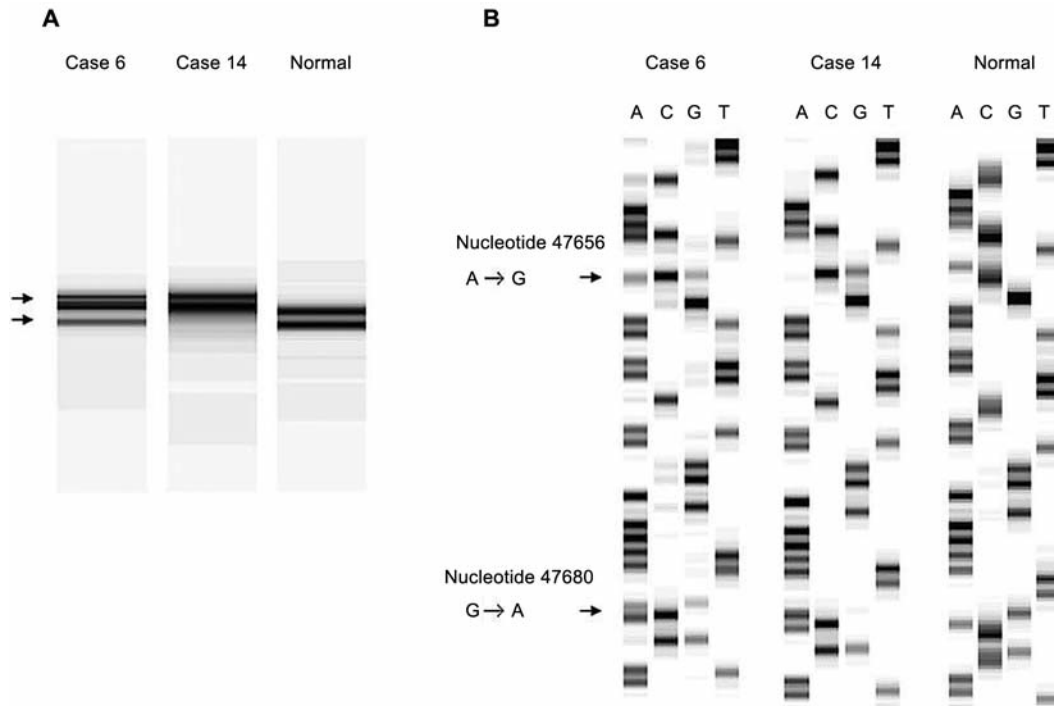 A
Case 6 Case 14 Normal
B
Case 6 Case 14 Normal
A C G T A C G T A C G T
Nucleotide 47656
A → G
Nucleotide 47680
G → A